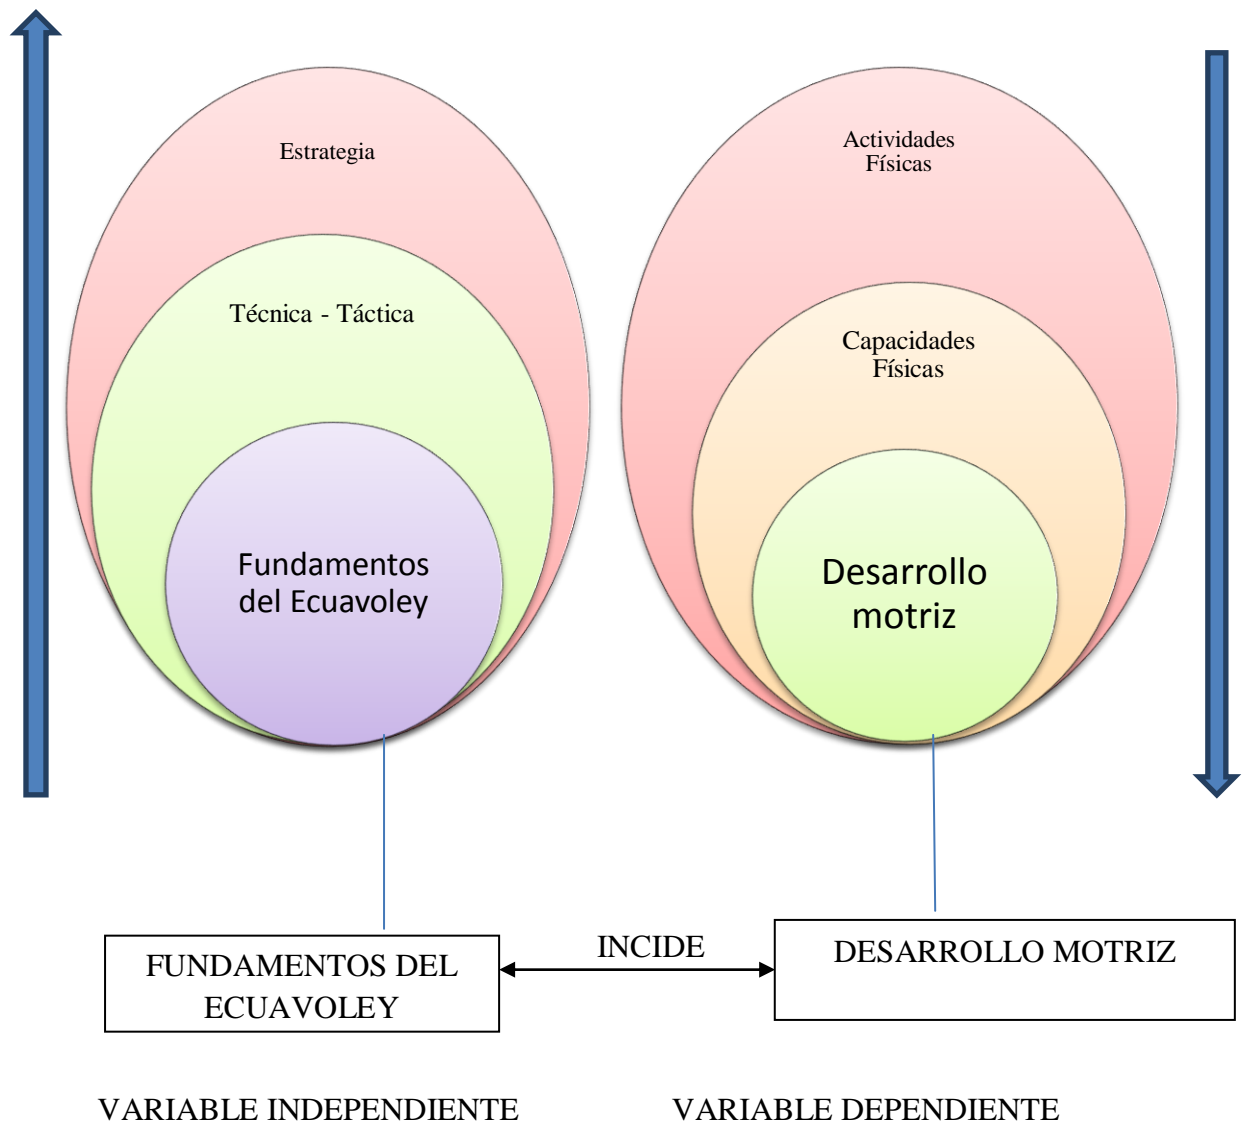 Estrategia
Técnica - Táctica
Fundamentos
del Ecuavoley
Actividades
Físicas
Capacidades
Físicas
Desarrollo
motriz
FUNDAMENTOS DEL
ECUAVOLEY
INCIDE
DESARROLLO MOTRIZ
VARIABLE INDEPENDIENTE
VARIABLE DEPENDIENTE